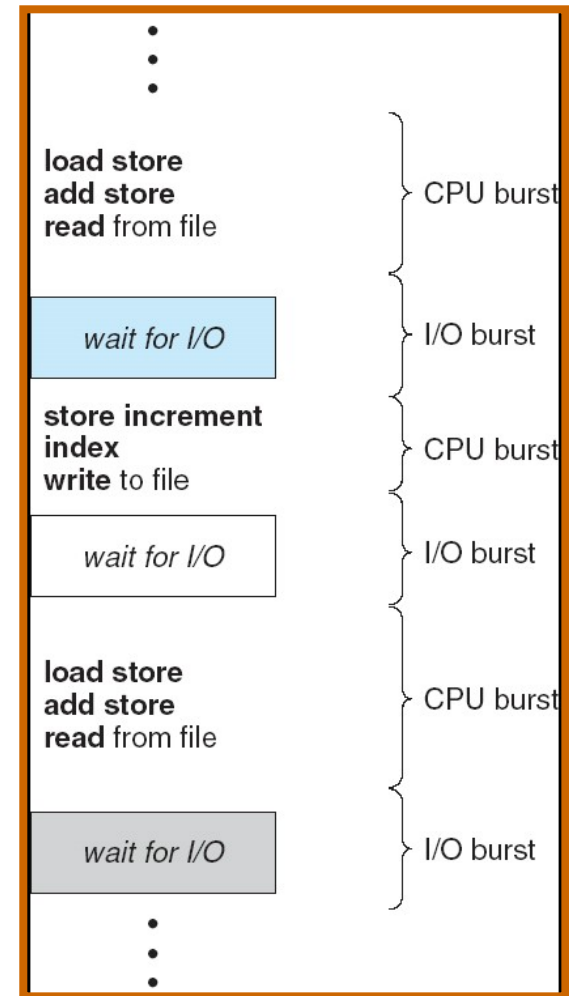 load store
add store
read from file
CPU burst
wait for I/O
I/O burst
store increment
index
write to file
CPU burst
wait for I/O
I/O burst
load store
add store
read from file
CPU burst
wait for I/O
I/O burst